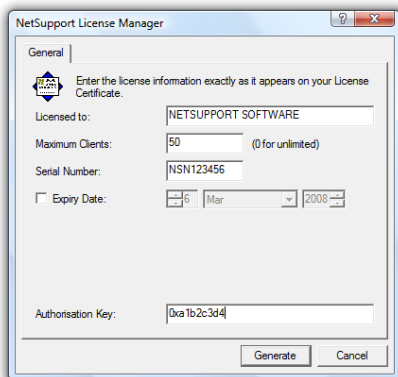 NetSupport License Manager
General
Enter the license information exactly as it appears on your License
Certificate.
Licensed to: NETSUPPORT SOFTWARE
Maximum Clients: 50 (0 for unlimited)
Serial Number: NSN123456
Expiry Date: 6 Mar 2008
Authorisation Key: 0xa1b2c3d4
Generate Cancel